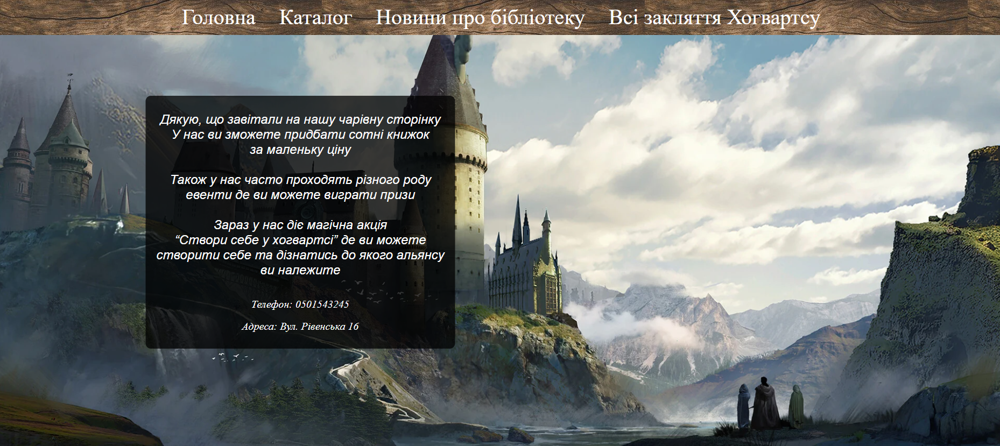 Головна Каталог Новини про бібліотеку Всі закляття Хогвартсу
Дякую, що завітали на нашу чарівну сторінку
У нас ви зможете придбати сотні книжок
за маленьку ціну
Також у нас часто проходять різного роду
евенти де ви можете виграти призи
Зараз у нас діє магічна акція
“Створи себе у хогвартсі” де ви можете
створити себе та дізнатись до якого альянсу
ви належите
Телефон: 0501543245
Адреса: Вул. Рівенська 16